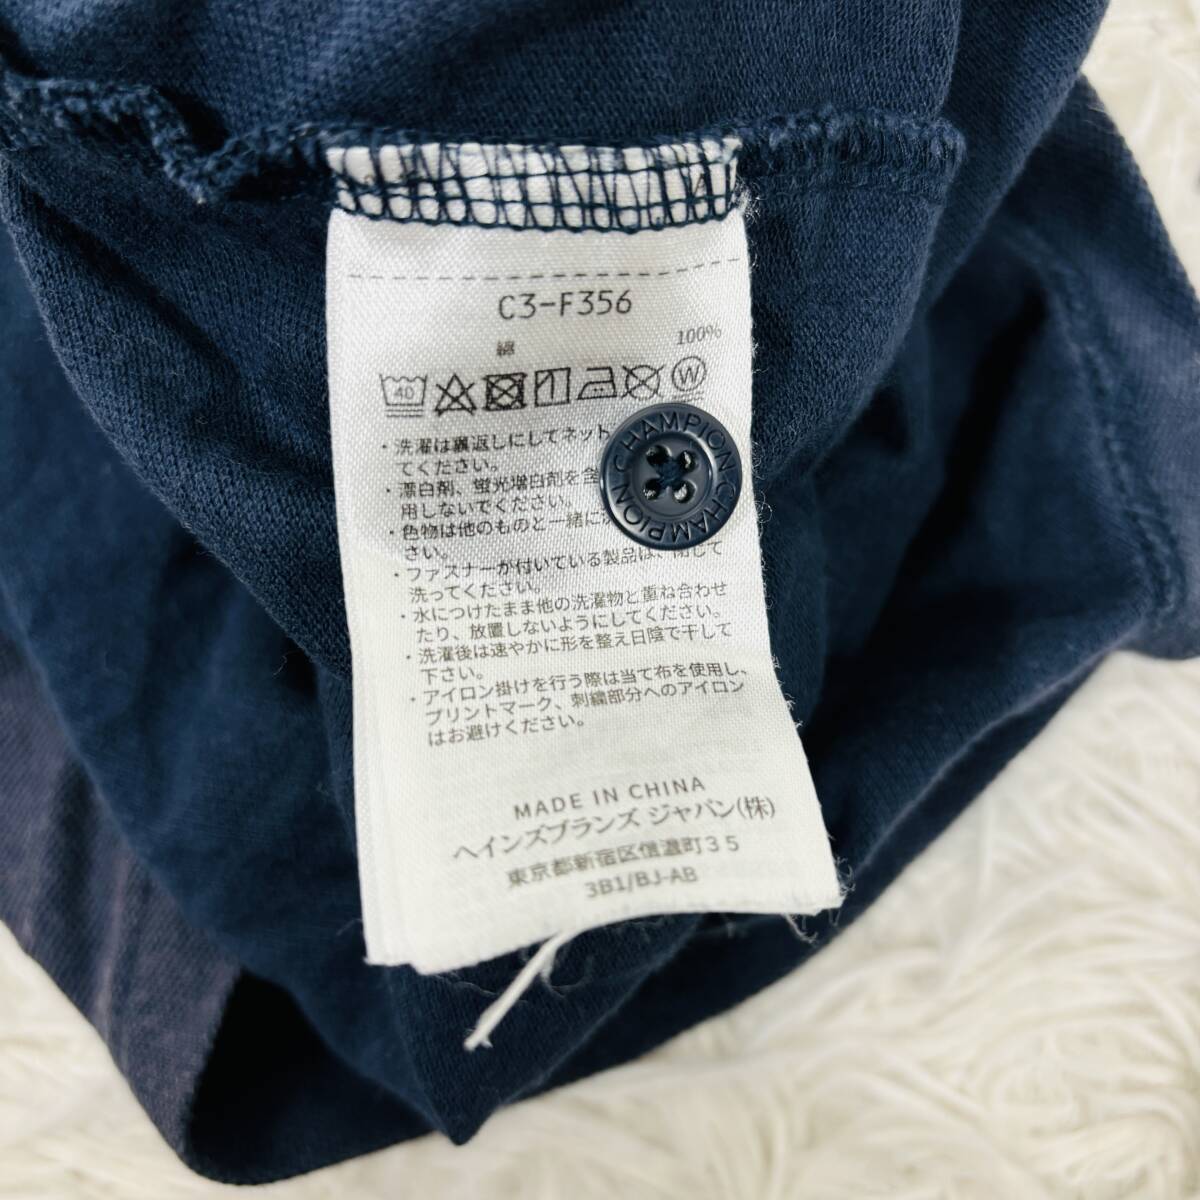 C3-F356
綿 100%
40 W
・洗濯は裏返しにしてネット
てください。
・漂白剤、蛍光増白剤を含
用しないでください。
・色物は他のものと一緒に
さい。
・ファスナーが付いている製品は、閉じて
洗ってください。
・水につけたまま他の洗濯物と重ね合わせ
たり、放置しないようにしてください。
・洗濯後は速やかに形を整え日陰で干して
下さい。
・アイロン掛けを行う際は当て布を使用し、
プリントマーク、刺繍部分へのアイロン
はお避けください。
MADE IN CHINA
ヘインズブランズ ジャパン(株)
東京都新宿区信濃町35
3B1/BJ-AB
CHAMPION·CHAMPION·